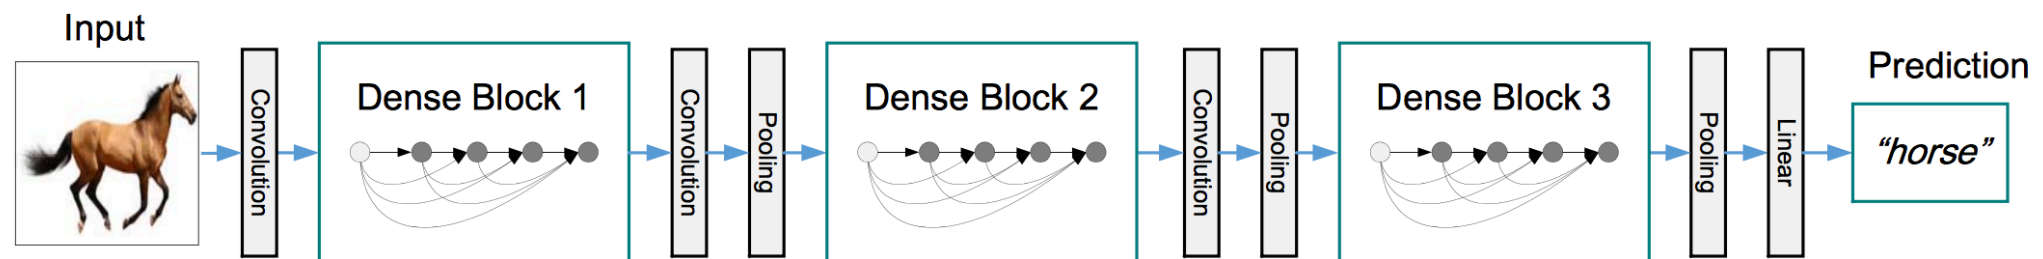 Input
Convolution
Dense Block 1
Convolution
Pooling
Dense Block 2
Convolution
Pooling
Dense Block 3
Pooling
Linear
Prediction
“horse”